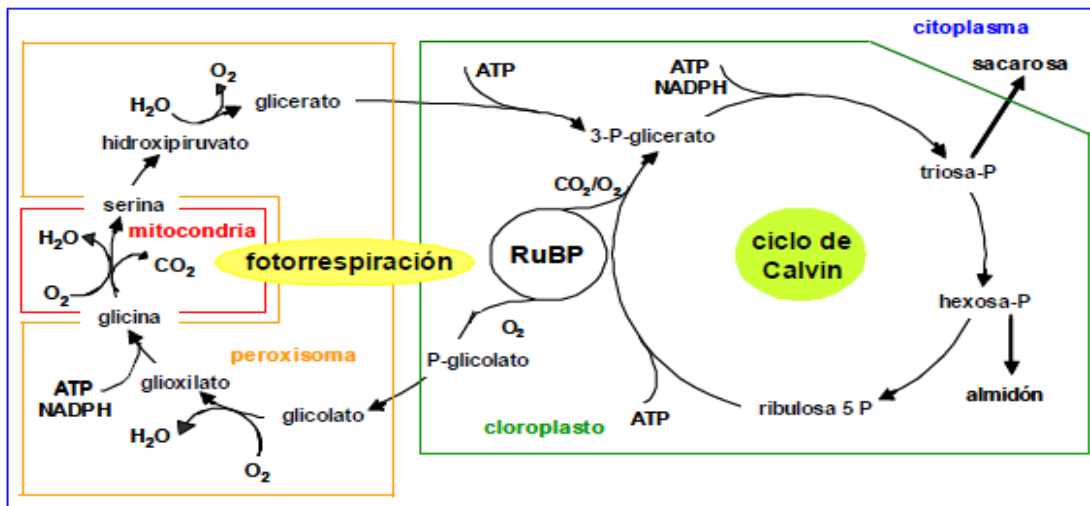 citoplasma
sacarosa
O₂
ATP
ATP
NADPH
H₂O
glicerato
hidroxipiruvato
3-P-glicerato
triosa-P
CO₂/O₂
serina
mitocondria
H₂O
CO₂
fotorrespiración
RuBP
ciclo de
Calvin
O₂
glicina
hexosa-P
O₂
peroxisoma
P-glicolato
ATP
NADPH
glioxilato
glicolato
almidón
ribulosa 5 P
H₂O
cloroplasto
ATP
O₂